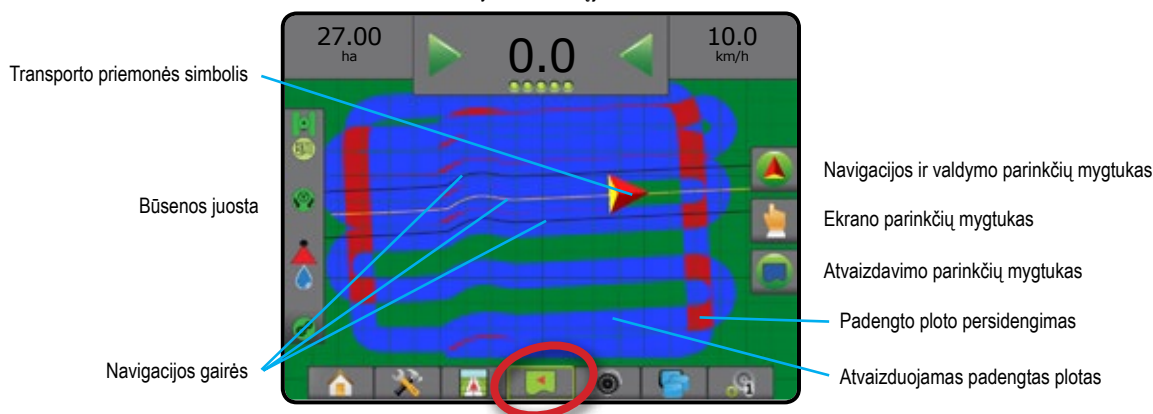 27.00
ha
0.0
10.0
km/h
Transporto priemonės simbolis
Būsenos juosta
Navigacijos gairės
Navigacijos ir valdymo parinkčių mygtukas
Ekrano parinkčių mygtukas
Atvaizdavimo parinkčių mygtukas
Padengto ploto persidengimas
Atvaizduojamas padengtas plotas